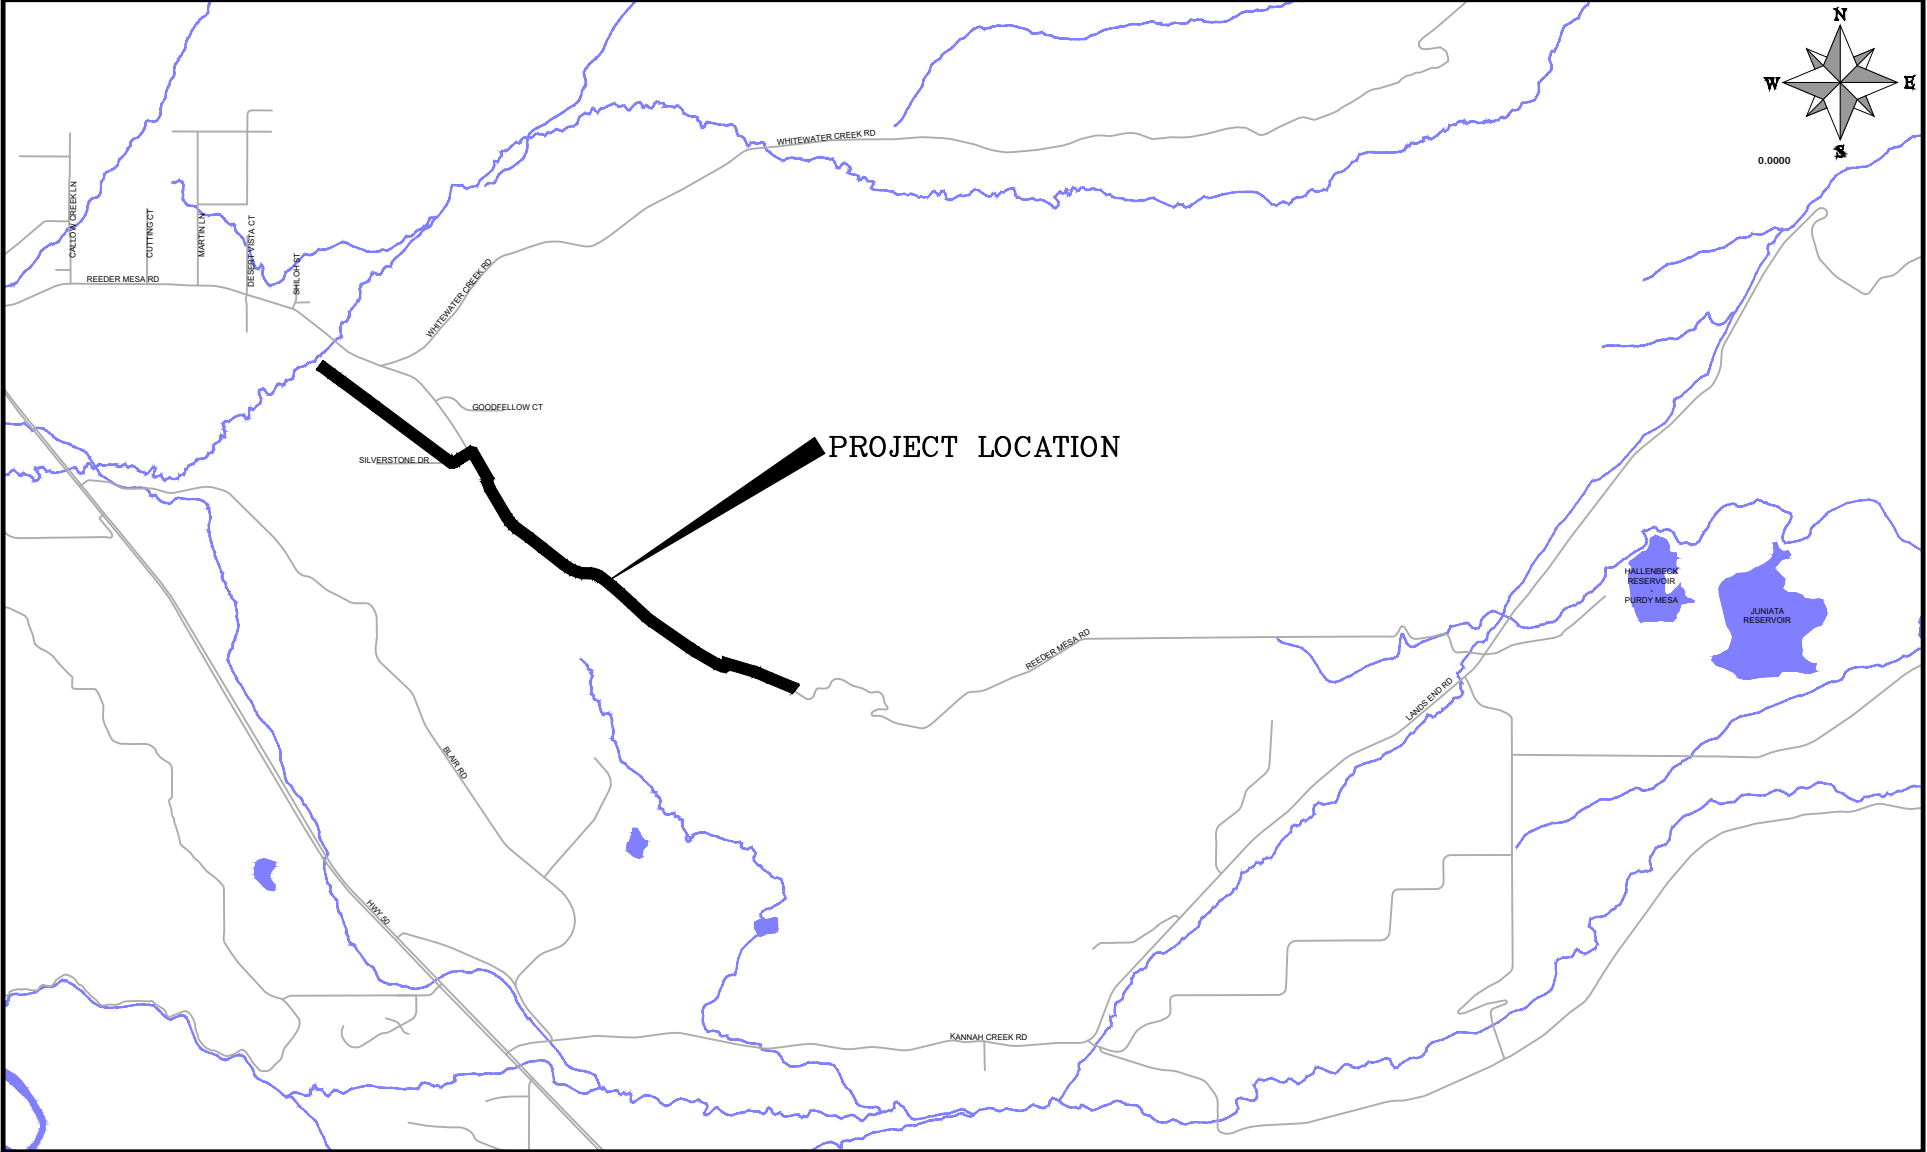 N
W
E
S
0.0000
WHITEWATER CREEK RD
CALLOW CREEK LN
CUTTING CT
MARTIN LN
DESERT VISTA CT
SHILOH ST
REEDER MESA RD
WHITEWATER CREEK RD
GOODFELLOW CT
PROJECT LOCATION
SILVERSTONE DR
HALLENBECK
RESERVOIR
-
PURDY MESA
JUNIATA
RESERVOIR
REEDER MESA RD
LANDS END RD
BLAIR RD
HWY 50
KANNAH CREEK RD